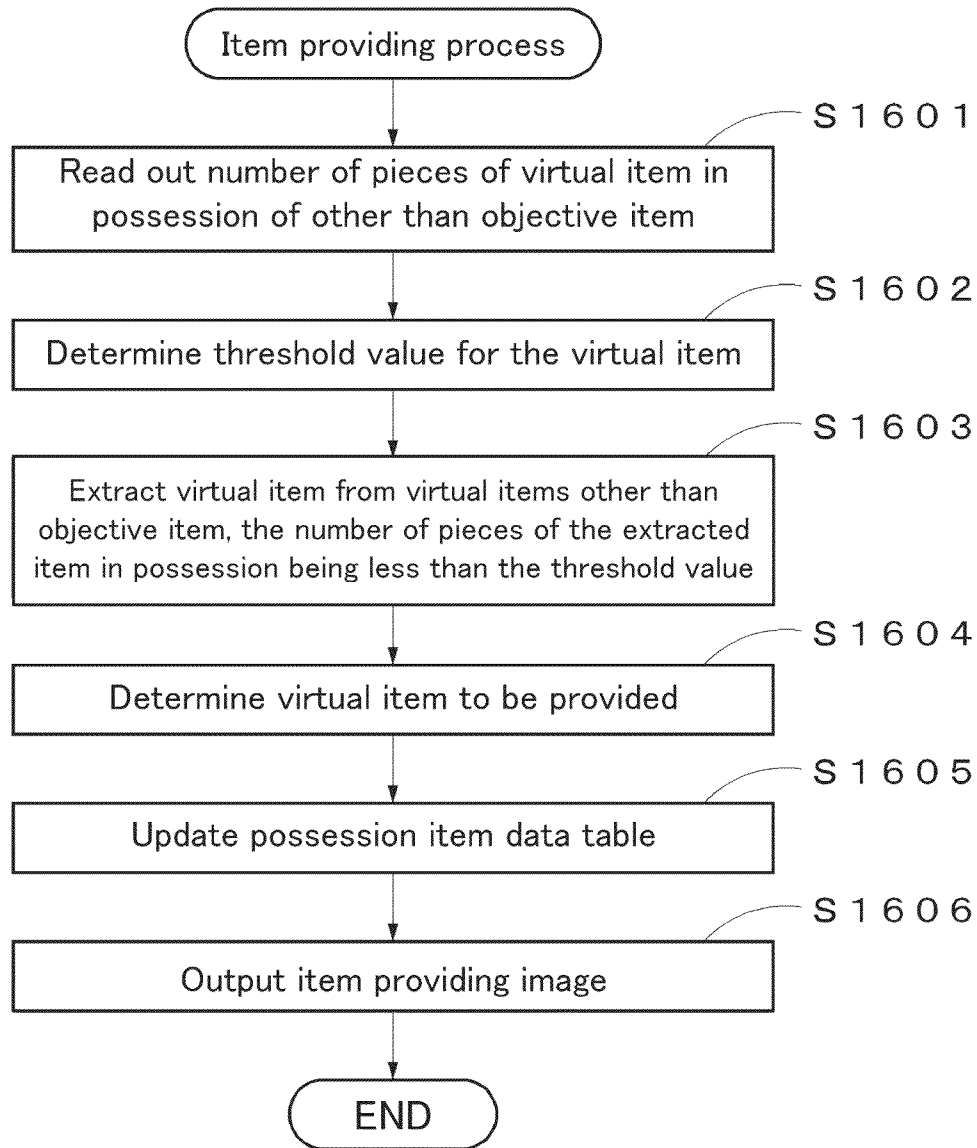 Item providing process
S1601
Read out number of pieces of virtual item in
possession of other than objective item
S1602
Determine threshold value for the virtual item
S1603
Extract virtual item from virtual items other than
objective item, the number of pieces of the extracted
item in possession being less than the threshold value
S1604
Determine virtual item to be provided
S1605
Update possession item data table
S1606
Output item providing image
END